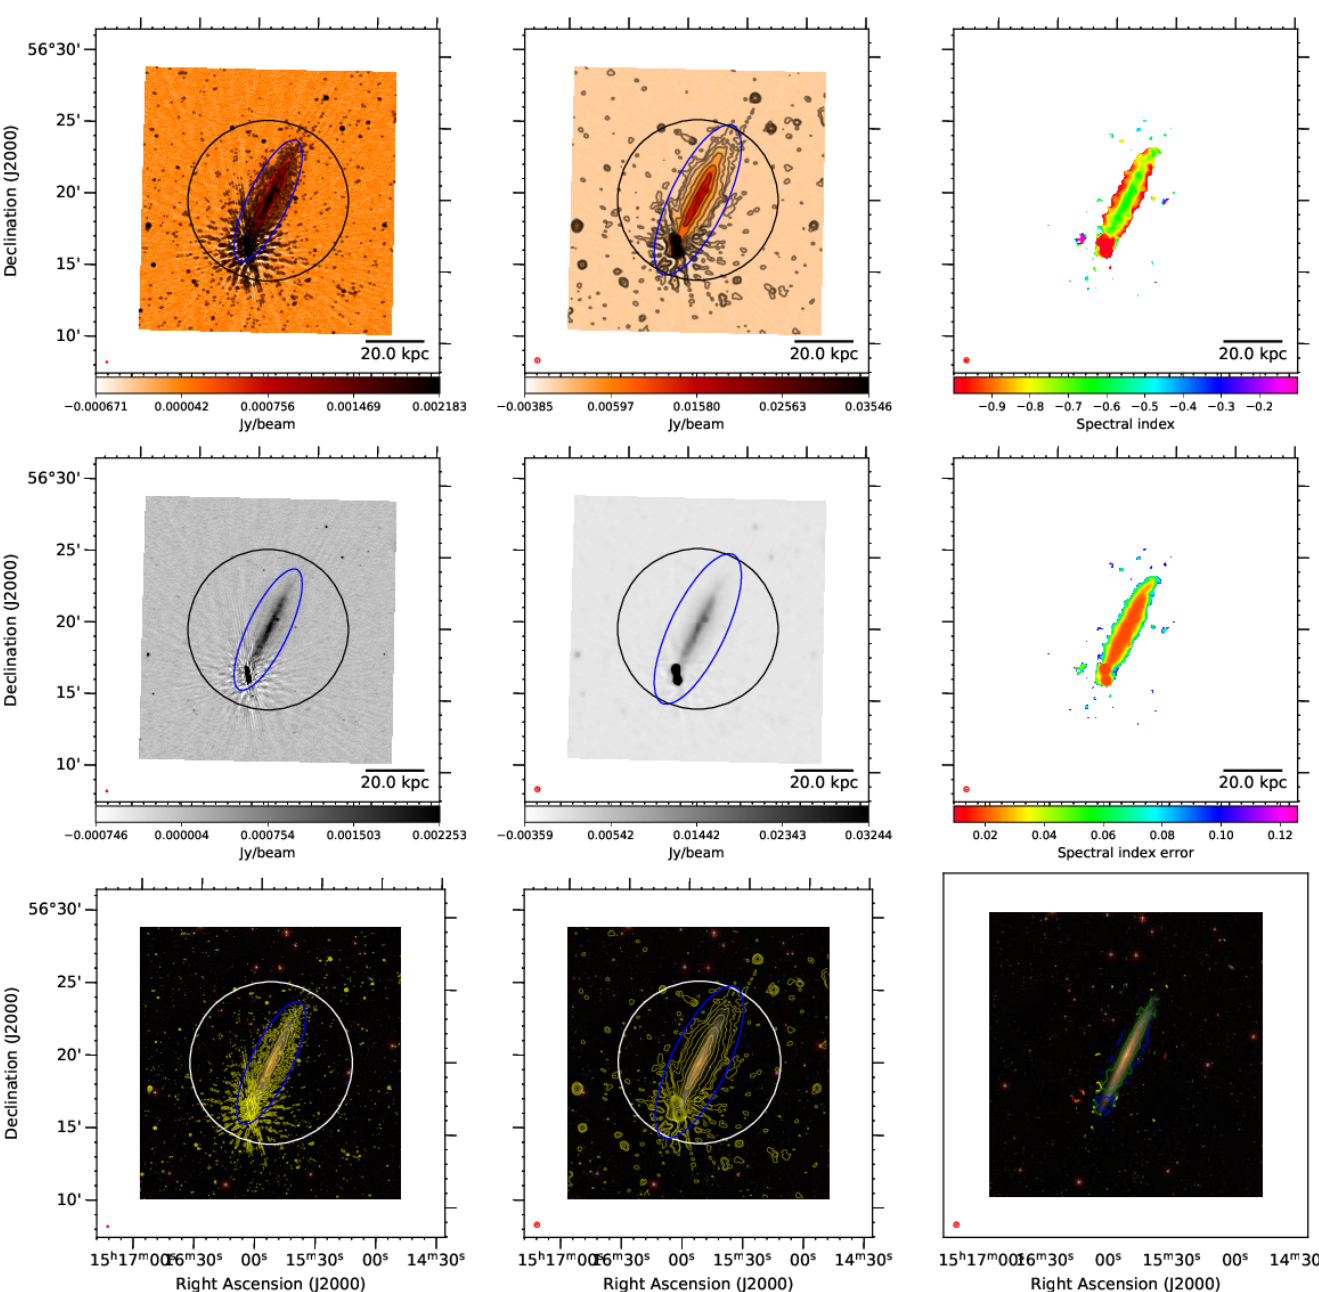 56°30'
25'
20'
15'
10'
Declination (J2000)
20.0 kpc
20.0 kpc
20.0 kpc
−0.000671 0.000042 0.000756 0.001469 0.002183
Jy/beam
−0.00385 0.00597 0.01580 0.02563 0.03546
Jy/beam
−0.9 −0.8 −0.7 −0.6 −0.5 −0.4 −0.3 −0.2
Spectral index
56°30'
25'
20'
15'
10'
Declination (J2000)
20.0 kpc
20.0 kpc
20.0 kpc
−0.000746 0.000004 0.000754 0.001503 0.002253
Jy/beam
−0.00359 0.00542 0.01442 0.02343 0.03244
Jy/beam
0.02 0.04 0.06 0.08 0.10 0.12
Spectral index error
56°30'
25'
20'
15'
10'
Declination (J2000)
15ʰ17ᵐ00ˢ 16ᵐ30ˢ 00ˢ 15ᵐ30ˢ 00ˢ 14ᵐ30ˢ
Right Ascension (J2000)
15ʰ17ᵐ00ˢ 16ᵐ30ˢ 00ˢ 15ᵐ30ˢ 00ˢ 14ᵐ30ˢ
Right Ascension (J2000)
15ʰ17ᵐ00ˢ 16ᵐ30ˢ 00ˢ 15ᵐ30ˢ 00ˢ 14ᵐ30
Right Ascension (J2000)